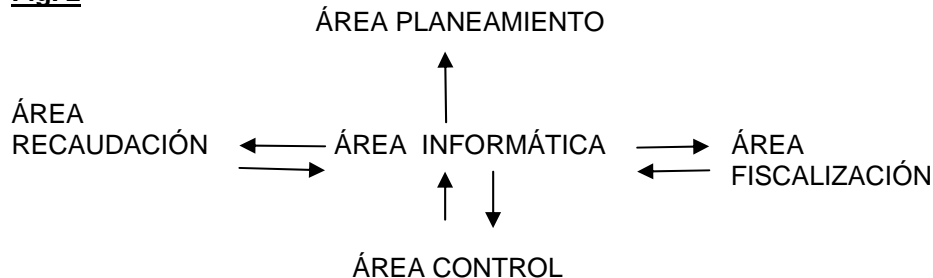 ÁREA PLANEAMIENTO
ÁREA
RECAUDACIÓN
ÁREA INFORMÁTICA
ÁREA
FISCALIZACIÓN
ÁREA CONTROL